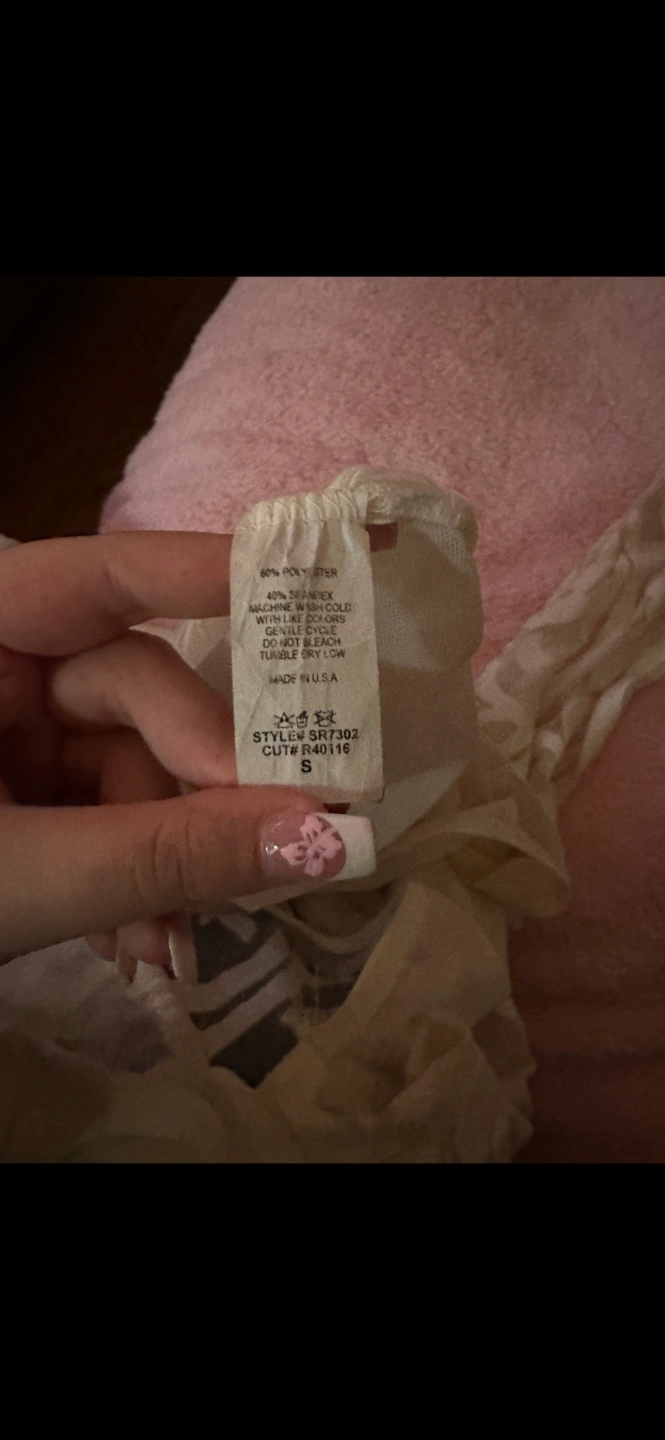 60% POLYESTER
40% SPANDEX
MACHINE WASH COLD
WITH LIKE COLORS
GENTLE CYCLE
DO NOT BLEACH
TUMBLE DRY LOW
MADE IN U.S.A
STYLE# SR7302
CUT# R40116
S